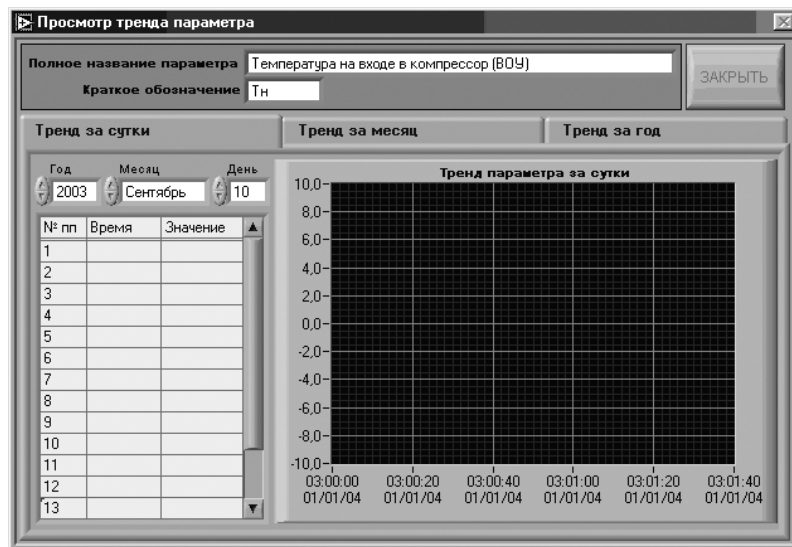 Просмотр тренда параметра
Полное название параметра Температура на входе в компрессор (ВОУ)
Краткое обозначение Тн
ЗАКРЫТЬ
Тренд за сутки Тренд за месяц Тренд за год
Год Месяц День
2003 Сентябрь 10
№ пп Время Значение
1
2
3
4
5
6
7
8
9
10
11
12
13
Тренд параметра за сутки
10,0
8,0
6,0
4,0
2,0
0,0
-2,0
-4,0
-6,0
-8,0
-10,0
03:00:00 03:00:20 03:00:40 03:01:00 03:01:20 03:01:40
01/01/04 01/01/04 01/01/04 01/01/04 01/01/04 01/01/04